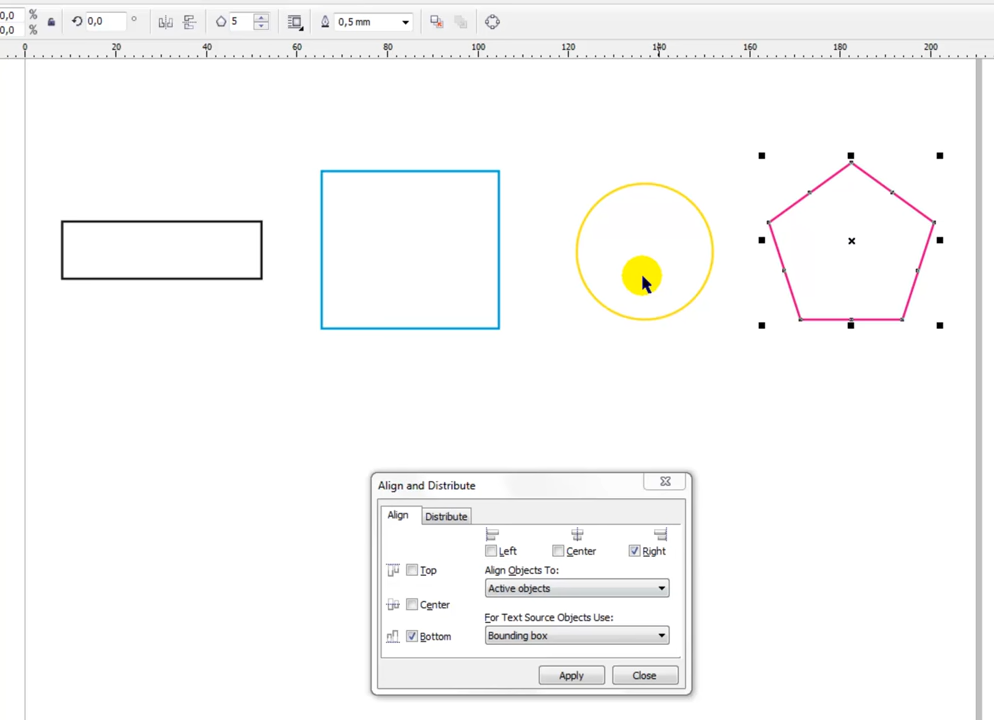 0,0 %
0,0 %
0,0 °
5
0,5 mm
0 20 40 60 80 100 120 140 160 180 200
Align and Distribute
Align Distribute
Left Center Right
Top
Align Objects To:
Active objects
Center
For Text Source Objects Use:
Bottom
Bounding box
Apply Close